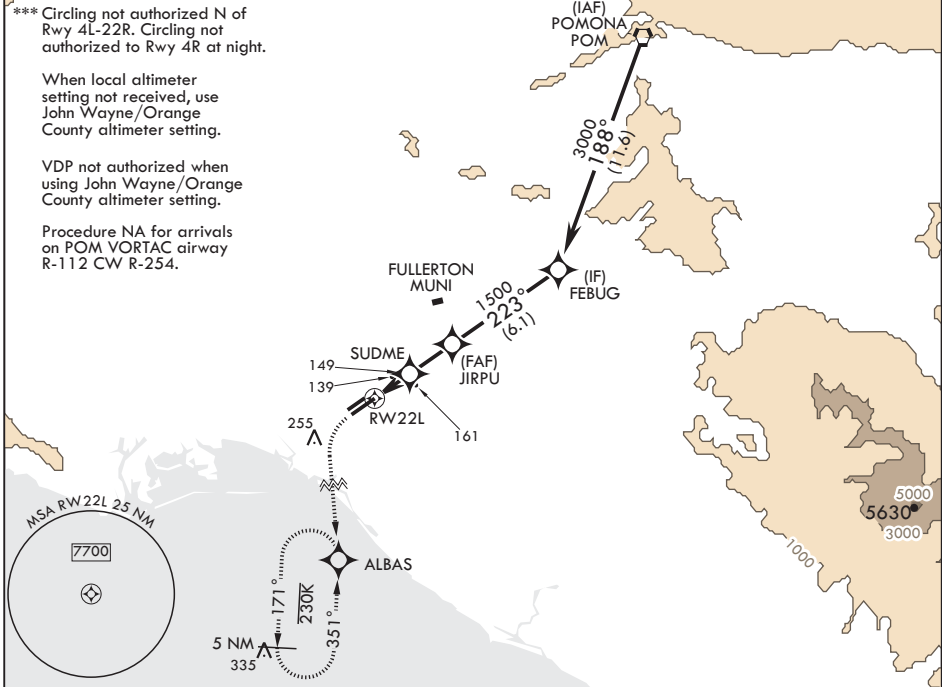 *** Circling not authorized N of
Rwy 4L-22R. Circling not
authorized to Rwy 4R at night.
When local altimeter
setting not received, use
John Wayne/Orange
County altimeter setting.
VDP not authorized when
using John Wayne/Orange
County altimeter setting.
Procedure NA for arrivals
on POM VORTAC airway
R-112 CW R-254.
(IAF)
POMONA
POM
3000
188°
(11.6)
(IF)
FEBUG
FULLERTON
MUNI
1500
223°
(6.1)
SUDME
(FAF)
JIRPU
149
139
RW22L
161
255
ALBAS
171°
230K
351°
5 NM
335
MSA RW22L 25 NM
7700
5000
5630
3000
1000